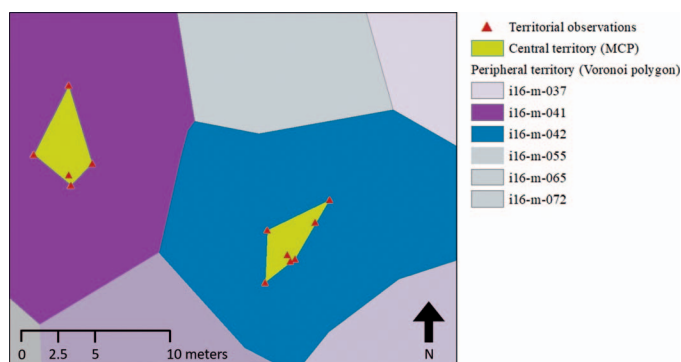 Territorial observations
Central territory (MCP)
Peripheral territory (Voronoi polygon)
i16-m-037
i16-m-041
i16-m-042
i16-m-055
i16-m-065
i16-m-072
0 2.5 5 10 meters
N